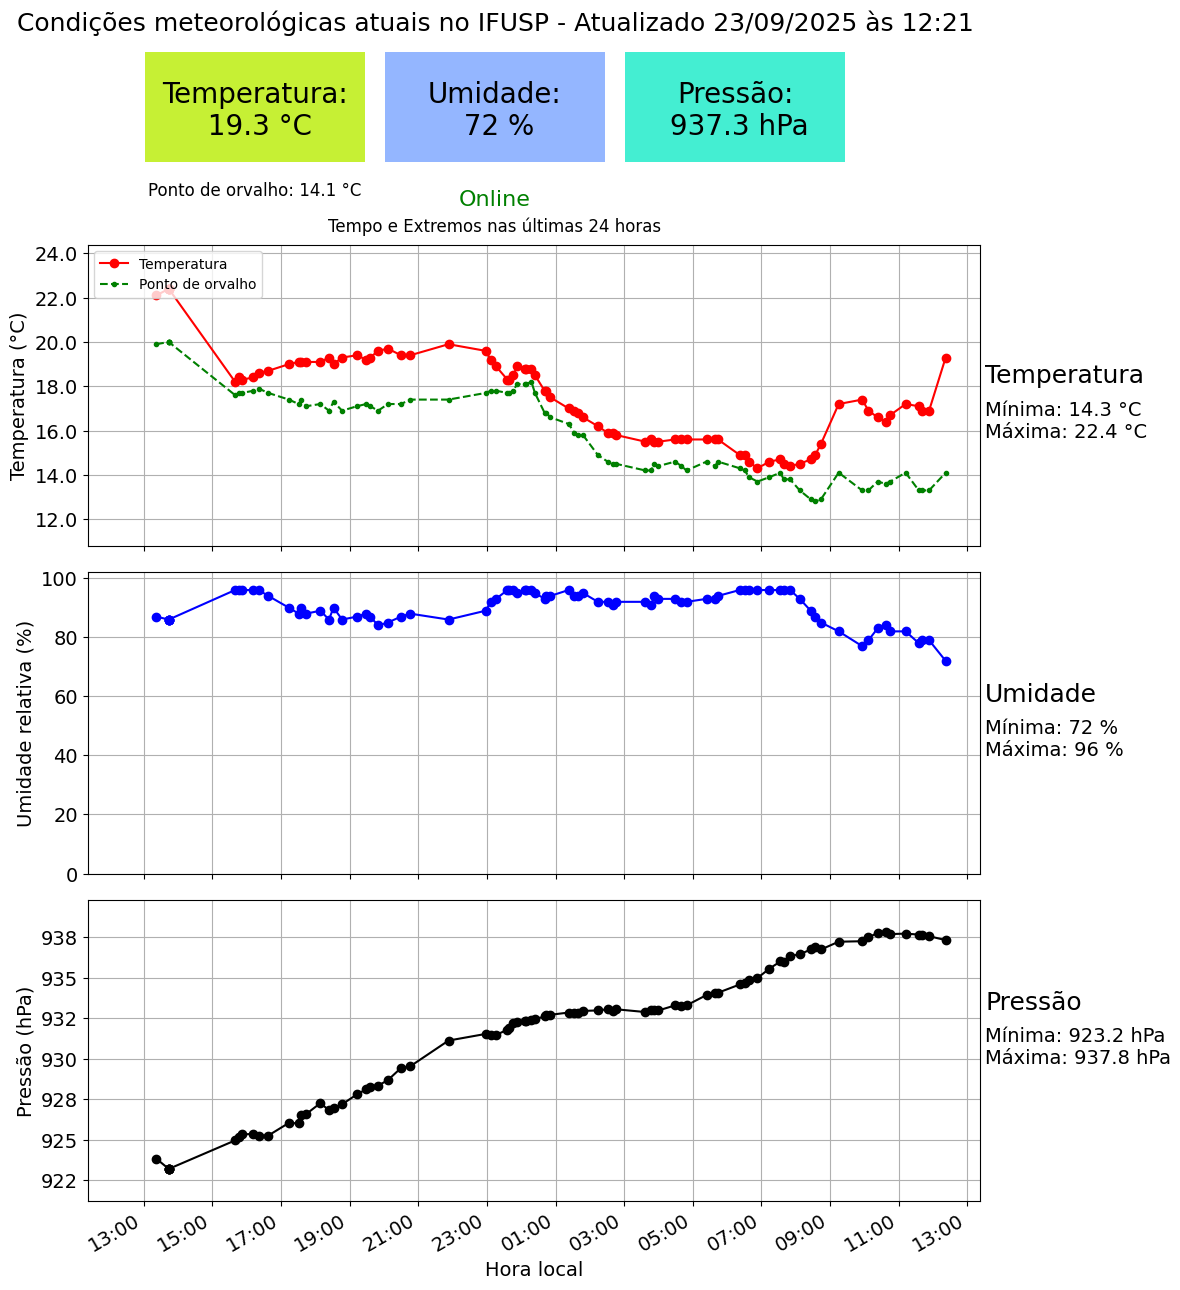 Condições meteorológicas atuais no IFUSP - Atualizado 23/09/2025 às 12:21
Temperatura:
19.3 °C
Umidade:
72 %
Pressão:
937.3 hPa
Ponto de orvalho: 14.1 °C
Online
Tempo e Extremos nas últimas 24 horas
Temperatura (°C)
24.0
22.0
20.0
18.0
16.0
14.0
12.0
Temperatura
Ponto de orvalho
Temperatura
Mínima: 14.3 °C
Máxima: 22.4 °C
Umidade relativa (%)
100
80
60
40
20
0
Umidade
Mínima: 72 %
Máxima: 96 %
Pressão (hPa)
938
935
932
930
928
925
922
Pressão
Mínima: 923.2 hPa
Máxima: 937.8 hPa
13:00
15:00
17:00
19:00
21:00
23:00
01:00
03:00
05:00
07:00
09:00
11:00
13:00
Hora local